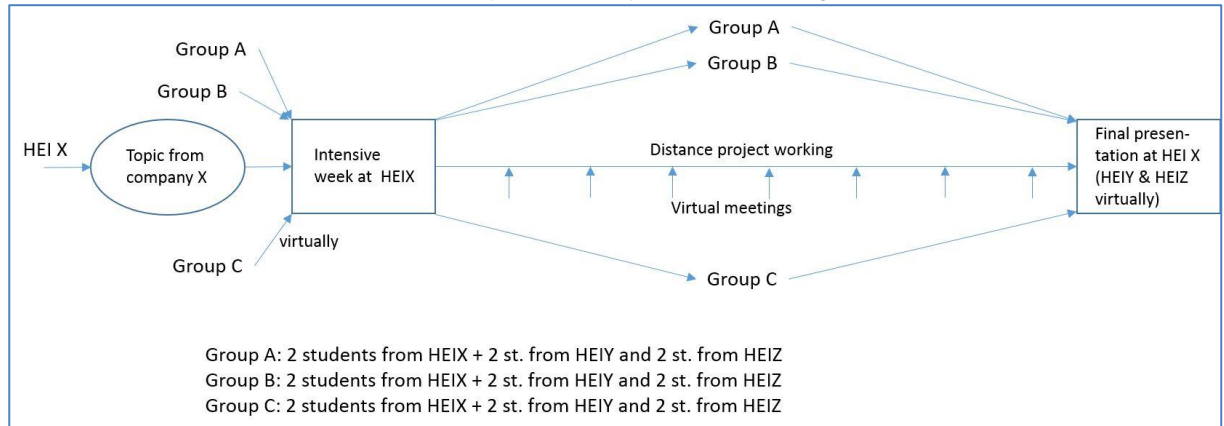 Group A
Group B
HEI X
Topic from
company X
Intensive
week at HEIX
virtually
Group C
Group A
Group B
Distance project working
Virtual meetings
Group C
Final presen-
tation at HEI X
(HEIY & HEIZ
virtually)
Group A: 2 students from HEIX + 2 st. from HEIY and 2 st. from HEIZ
Group B: 2 students from HEIX + 2 st. from HEIY and 2 st. from HEIZ
Group C: 2 students from HEIX + 2 st. from HEIY and 2 st. from HEIZ